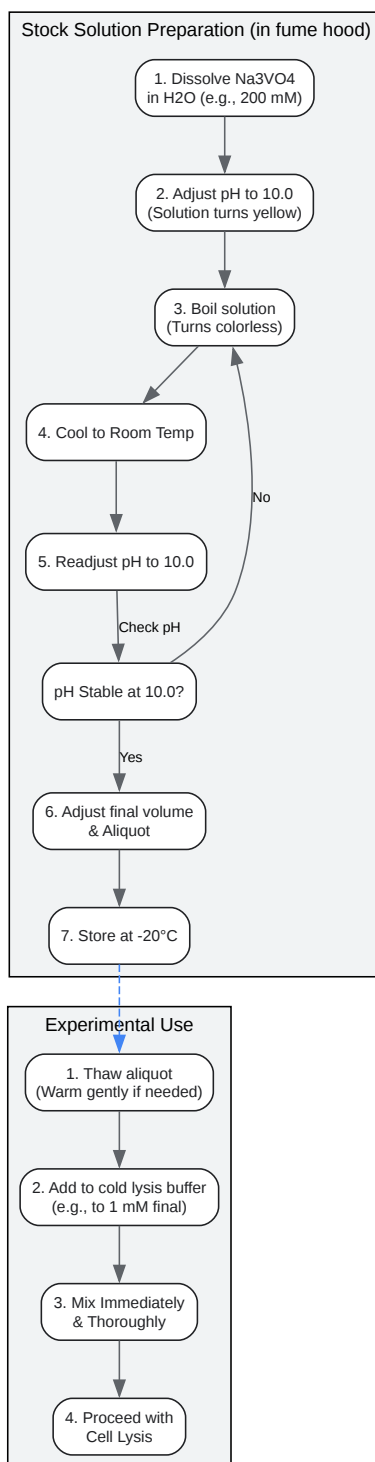 Stock Solution Preparation (in fume hood)
1. Dissolve Na3VO4
in H2O (e.g., 200 mM)
2. Adjust pH to 10.0
(Solution turns yellow)
3. Boil solution
(Turns colorless)
4. Cool to Room Temp
No
5. Readjust pH to 10.0
Check pH
pH Stable at 10.0?
Yes
6. Adjust final volume
& Aliquot
7. Store at -20°C
Experimental Use
1. Thaw aliquot
(Warm gently if needed)
2. Add to cold lysis buffer
(e.g., to 1 mM final)
3. Mix Immediately
& Thoroughly
4. Proceed with
Cell Lysis